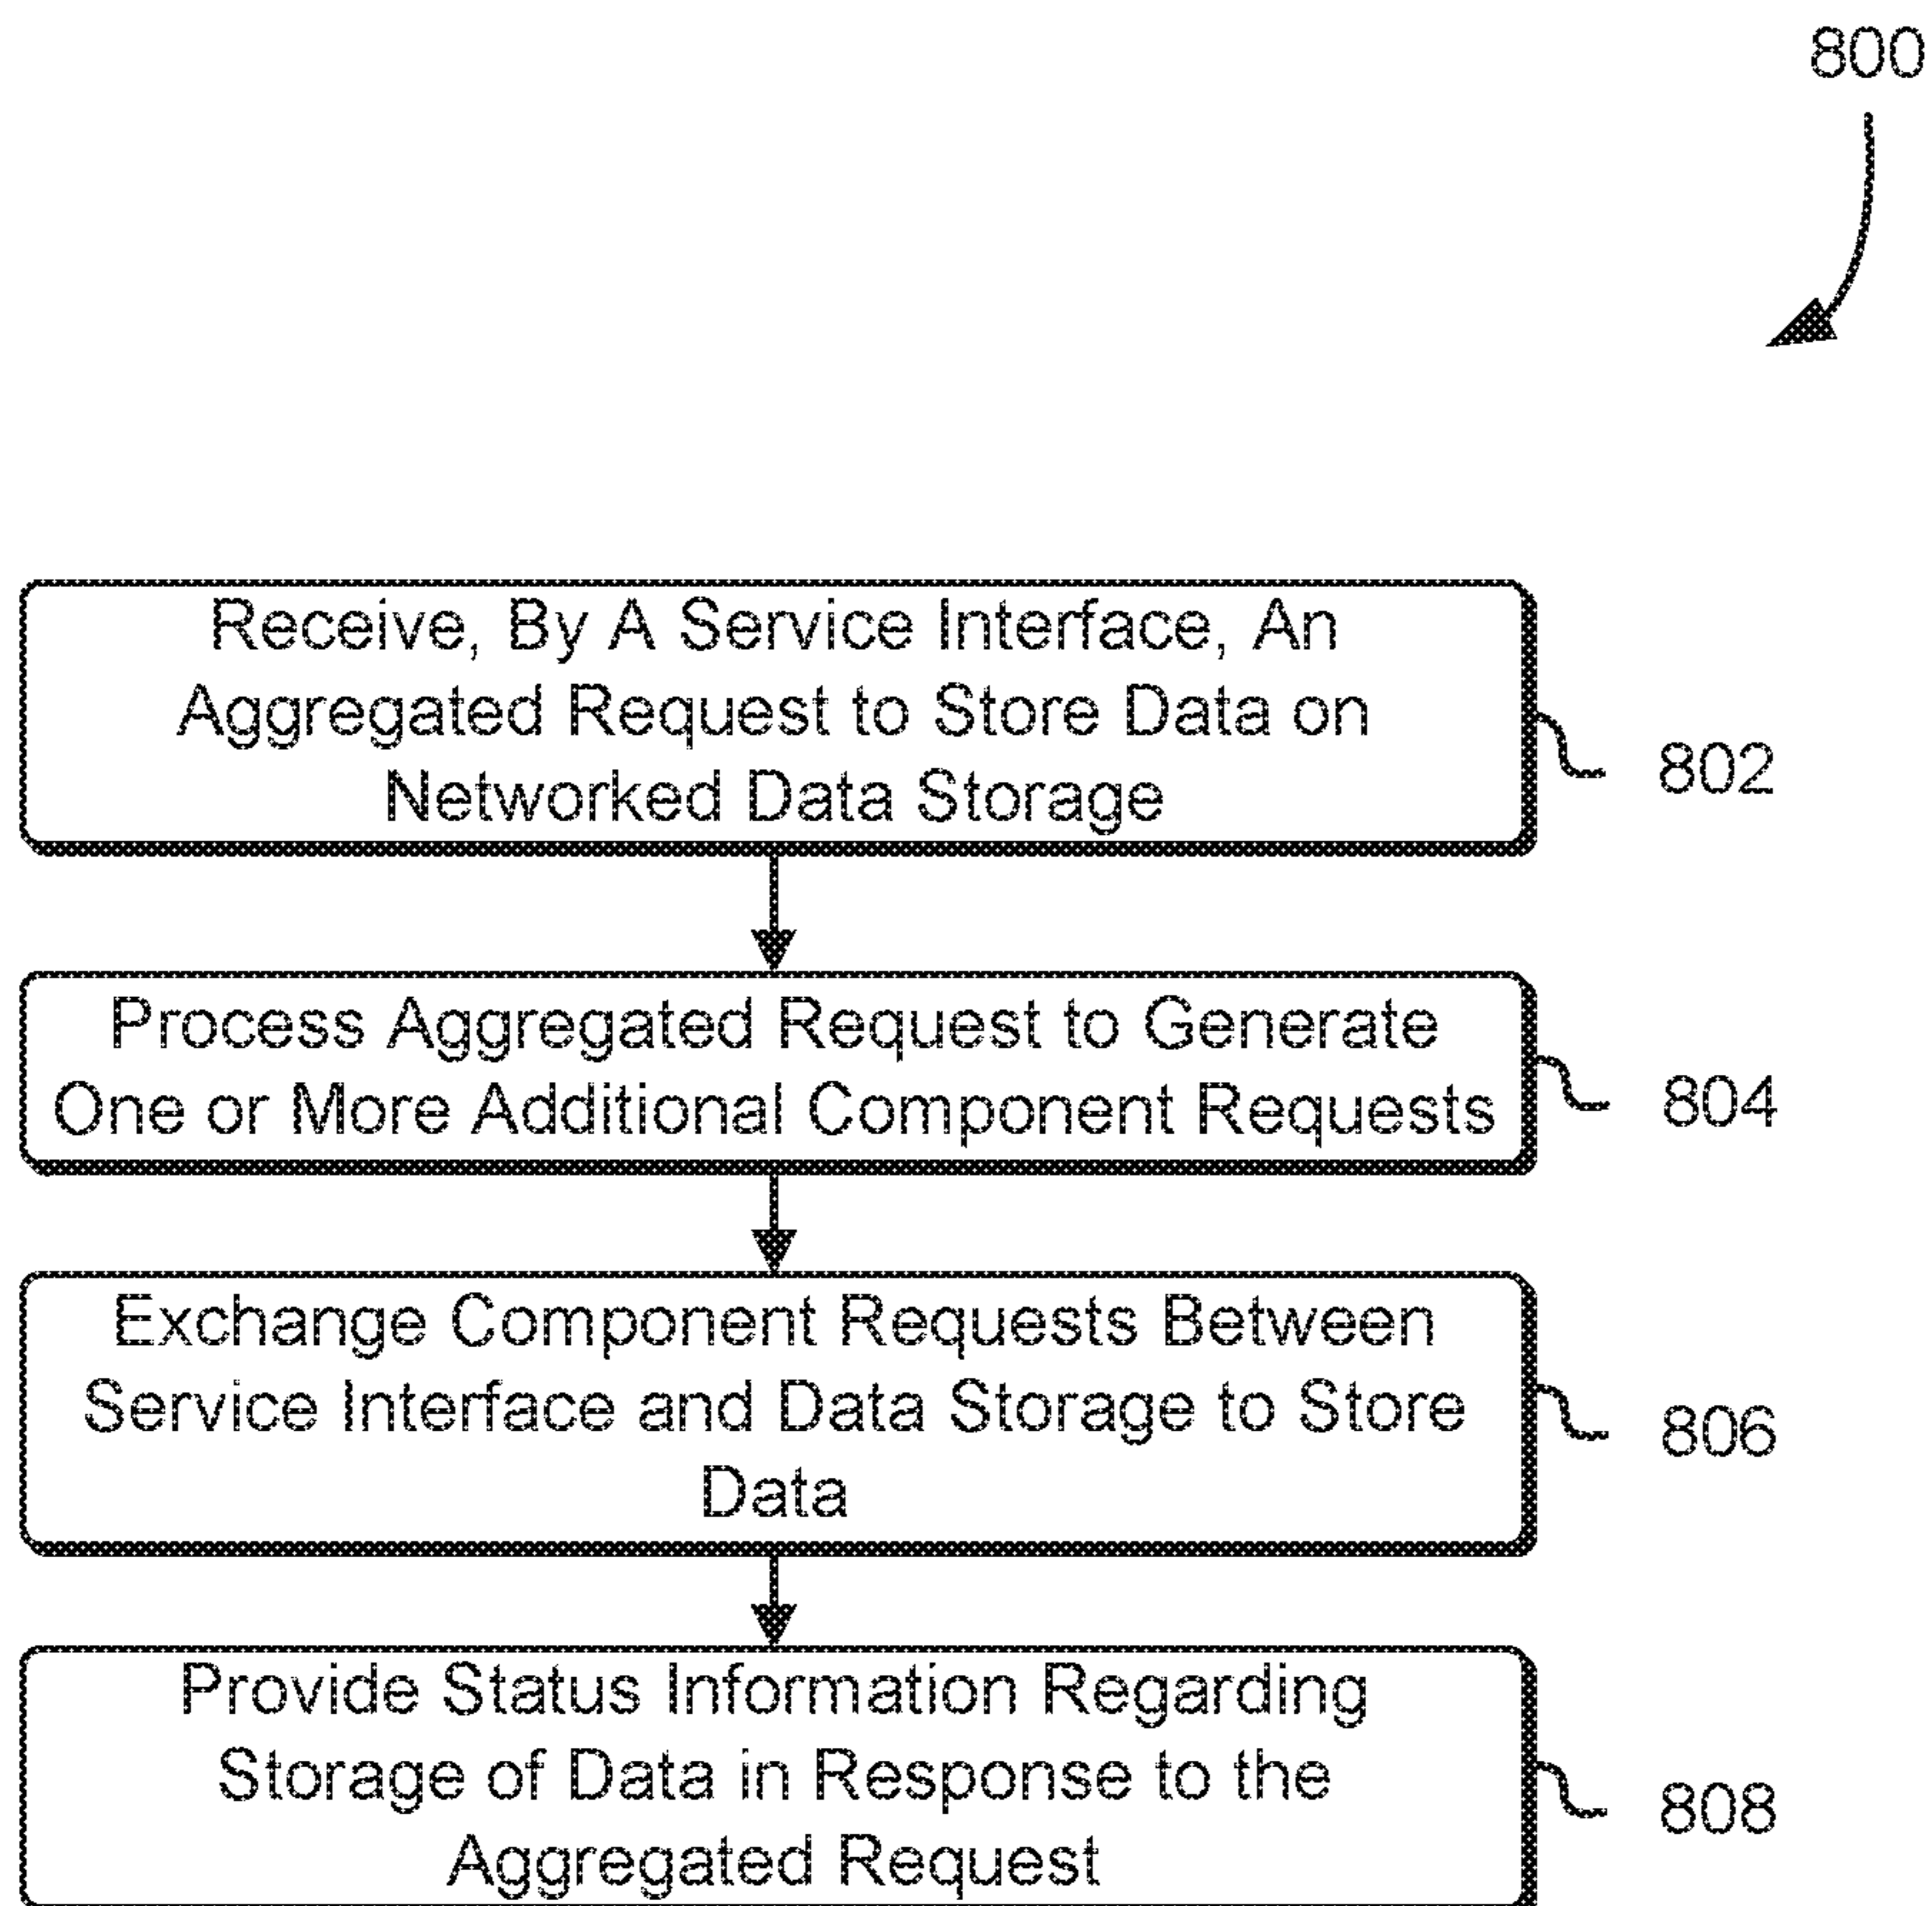 800
Receive, By A Service Interface, An
Aggregated Request to Store Data on
Networked Data Storage
802
Process Aggregated Request to Generate
One or More Additional Component Requests
804
Exchange Component Requests Between
Service Interface and Data Storage to Store
Data
806
Provide Status Information Regarding
Storage of Data in Response to the
Aggregated Request
808